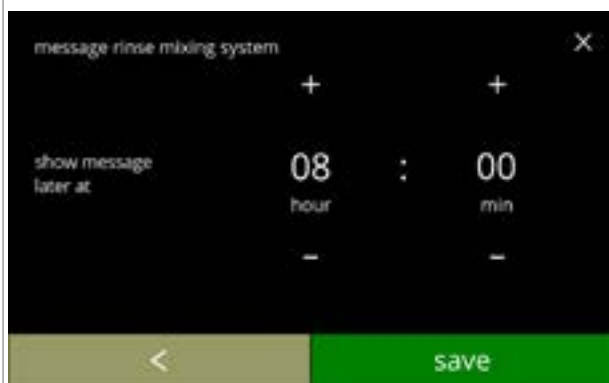 message rinse mixing system
×
+ +
show message
later at
08 : 00
hour min
– –
<
save